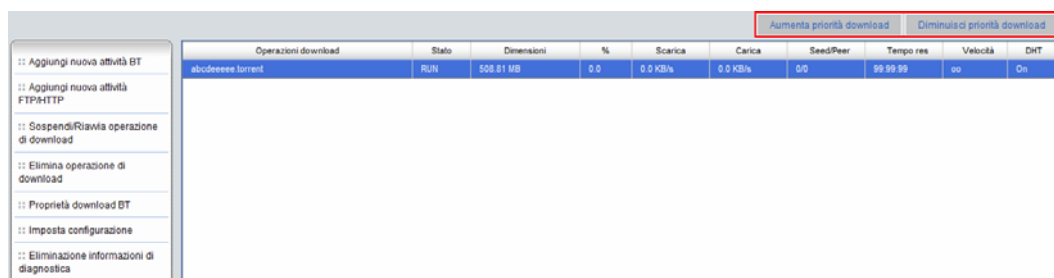 Aumenta priorità download Diminuisci priorità download
Operazioni download Stato Dimensioni % Scarica Carica Seed/Peer Tempo res Velocità DHT
abcdeeeee.torrent RUN 508.81 MB 0.0 0.0 KB/s 0.0 KB/s 0/0 99:99:99 oo On
:: Aggiungi nuova attività BT
:: Aggiungi nuova attività
FTP/HTTP
:: Sospendi/Riavvia operazione
di download
:: Elimina operazione di
download
:: Proprietà download BT
:: Imposta configurazione
:: Eliminazione informazioni di
diagnostica